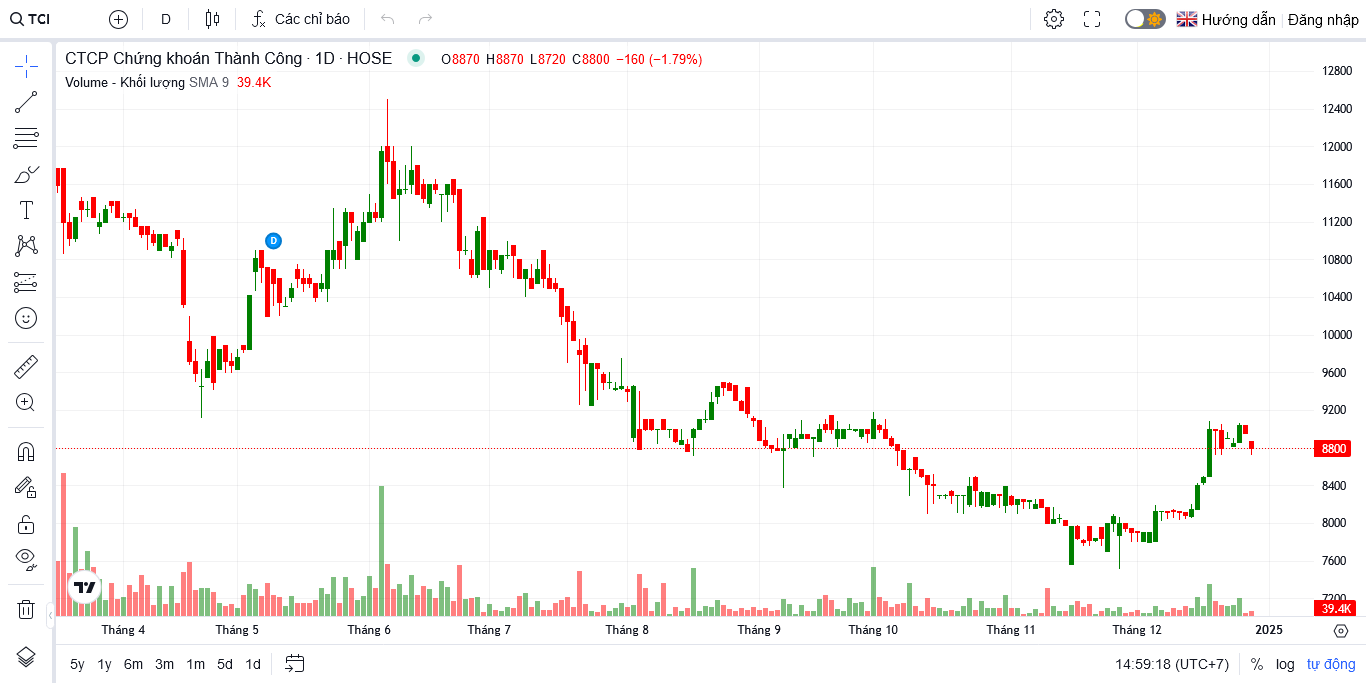 TCI D Các chỉ báo Hướng dẫn Đăng nhập
CTCP Chứng khoán Thành Công · 1D · HOSE O8870 H8870 L8720 C8800 −160 (−1.79%)
Volume - Khối lượng SMA 9 39.4K
D
12800
12400
12000
11600
11200
10800
10400
10000
9600
9200
8800
8400
8000
7600
7200
39.4K
Tháng 4 Tháng 5 Tháng 6 Tháng 7 Tháng 8 Tháng 9 Tháng 10 Tháng 11 Tháng 12 2025
5y 1y 6m 3m 1m 5d 1d 14:59:18 (UTC+7) % log tự động